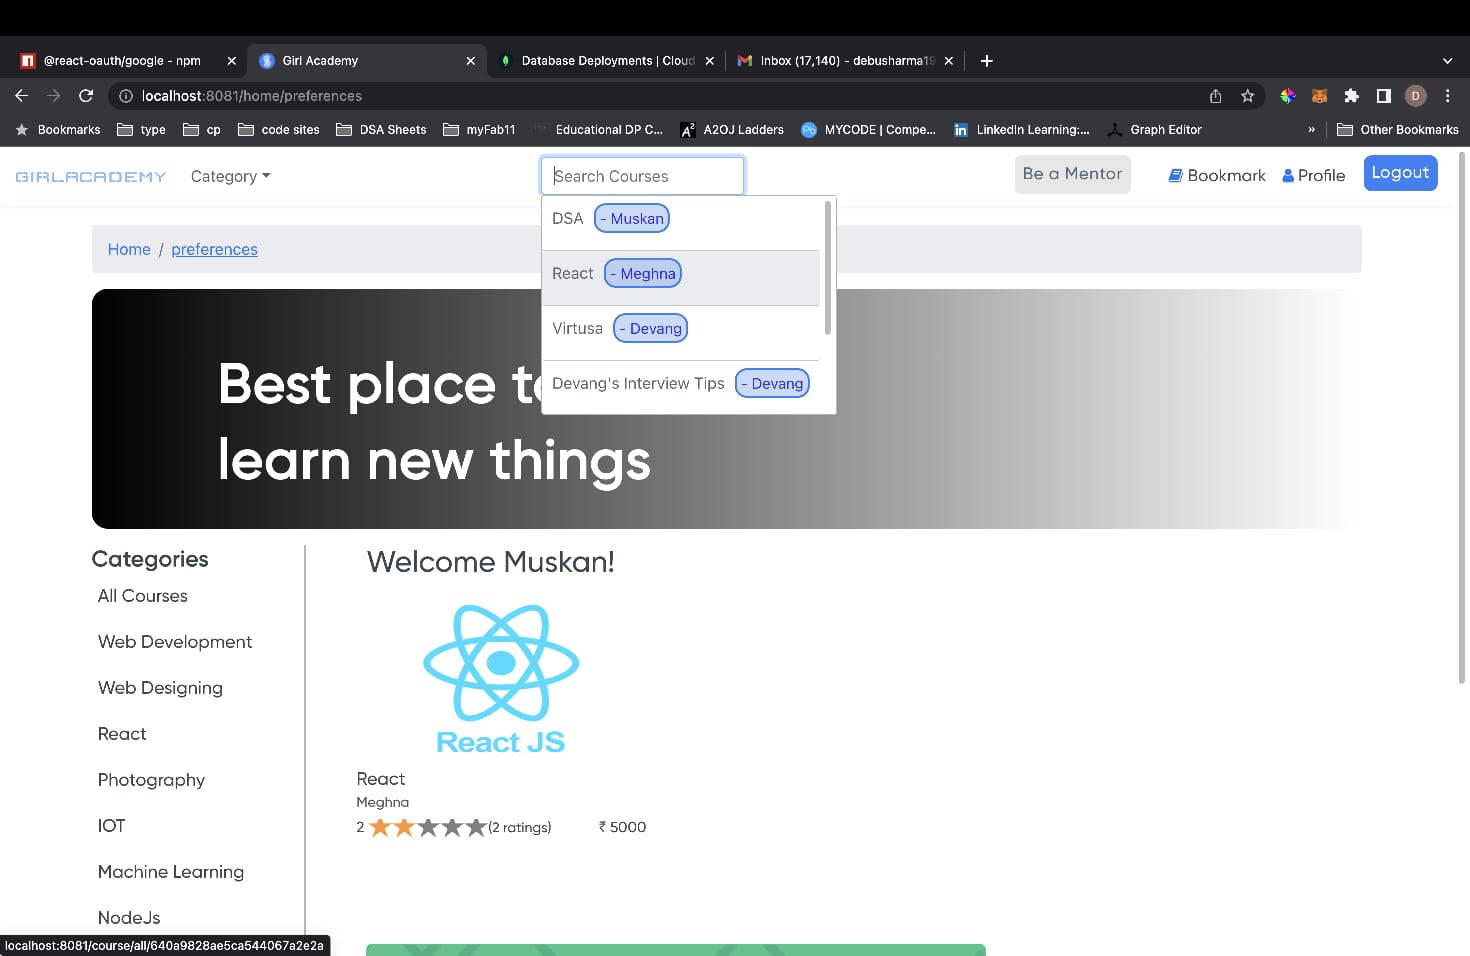 @react-oauth/google - npm
Girl Academy
Database Deployments | Cloud
Inbox (17,140) - debusharma19
localhost:8081/home/preferences
D
Bookmarks
type
cp
code sites
DSA Sheets
myFab11
Educational DP C...
A2OJ Ladders
MYCODE | Compe...
LinkedIn Learning:...
Graph Editor
»
Other Bookmarks
GIRLACADEMY
Category
Search Courses
Be a Mentor
Bookmark
Profile
Logout
DSA - Muskan
React - Meghna
Virtusa - Devang
Devang's Interview Tips - Devang
Home / preferences
Best place to
learn new things
Categories
All Courses
Web Development
Web Designing
React
Photography
IOT
Machine Learning
NodeJs
Welcome Muskan!
React JS
React
Meghna
2 (2 ratings) ₹ 5000
localhost:8081/course/all/640a9828ae5ca544067a2e2a